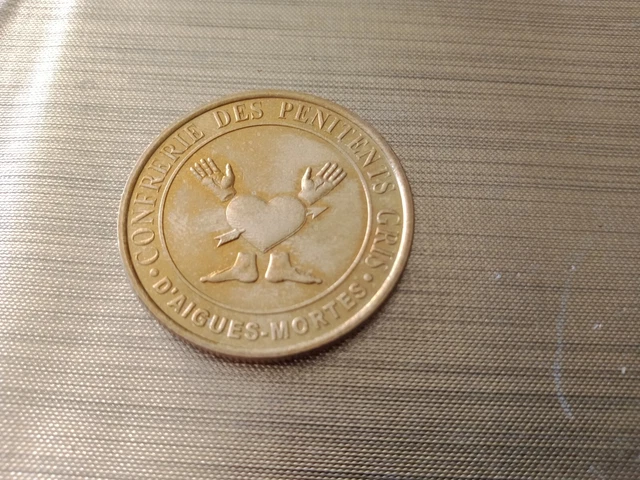 CONFRERIE DES PENITENTS GRIS
• D'AIGUES-MORTES •